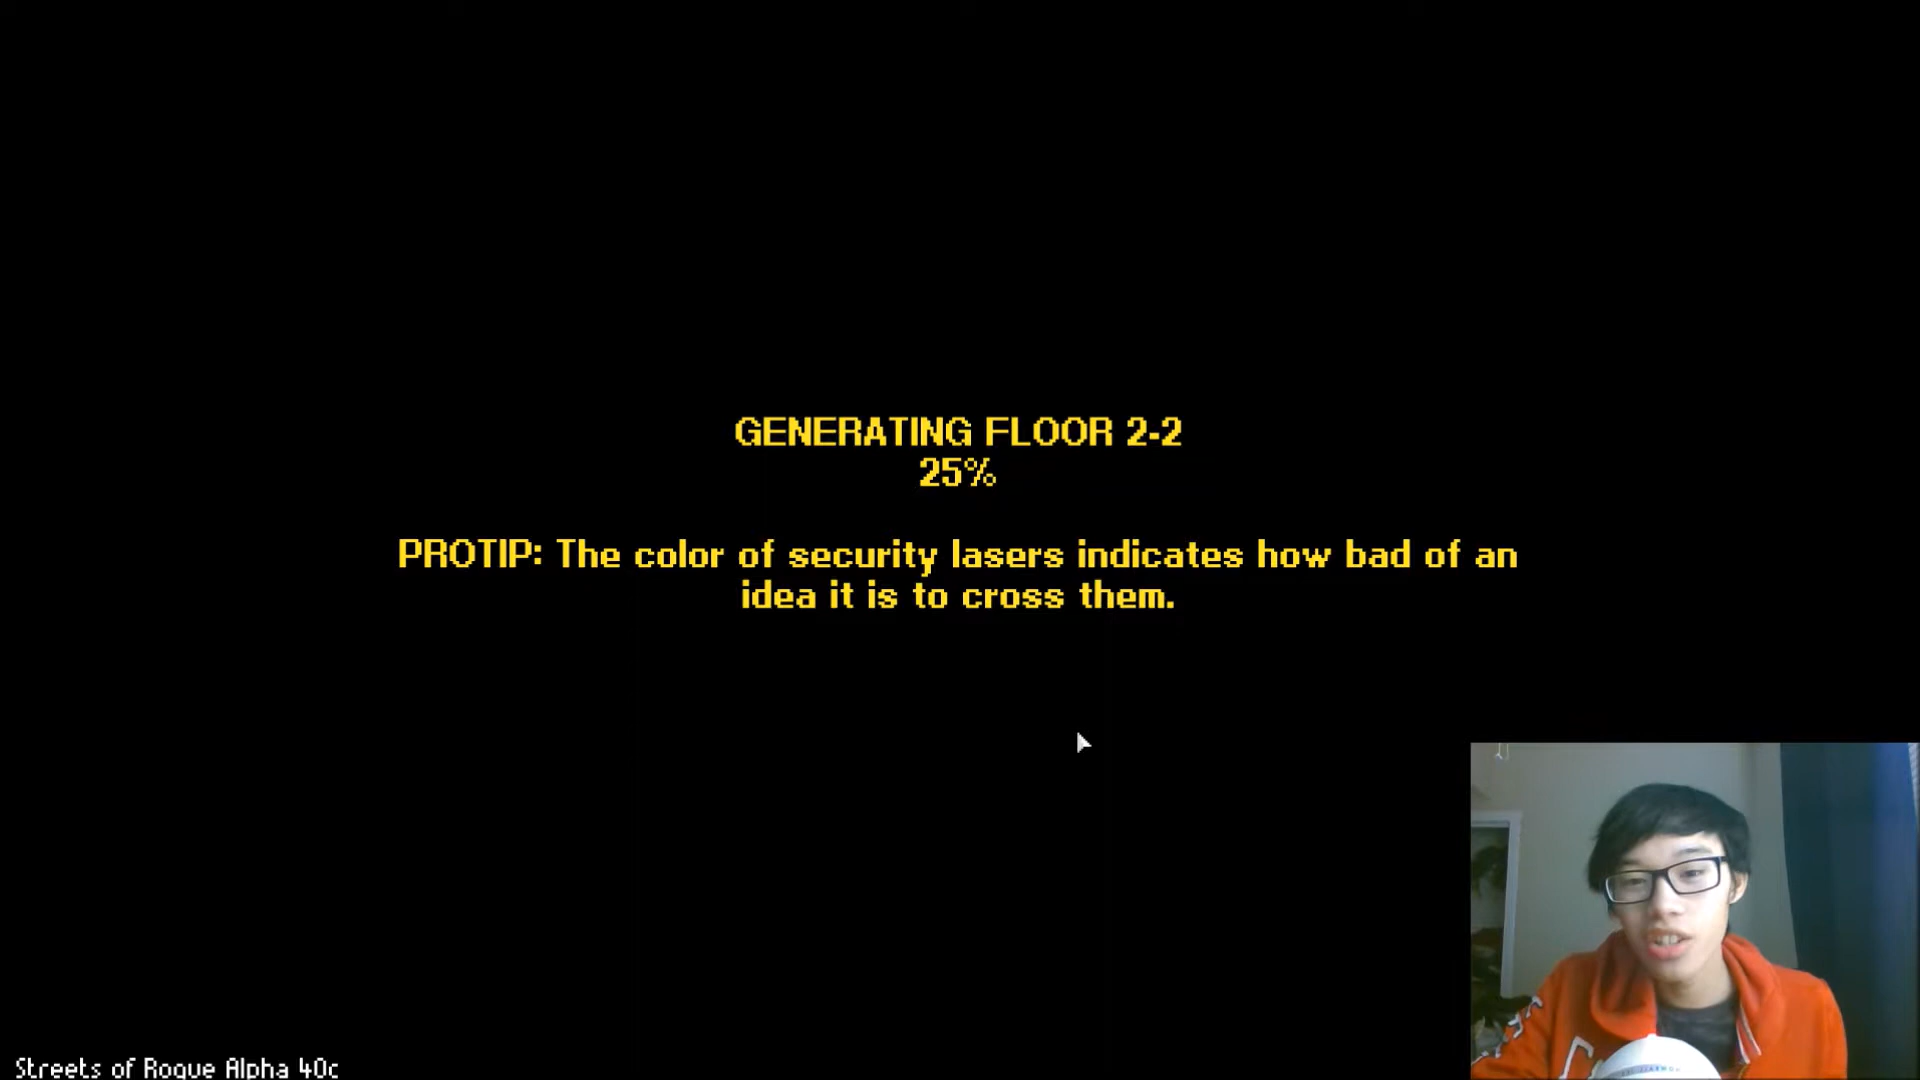 GENERATING FLOOR 2-2
25%
PROTIP: The color of security lasers indicates how bad of an
idea it is to cross them.
Streets of Rogue Alpha 40c